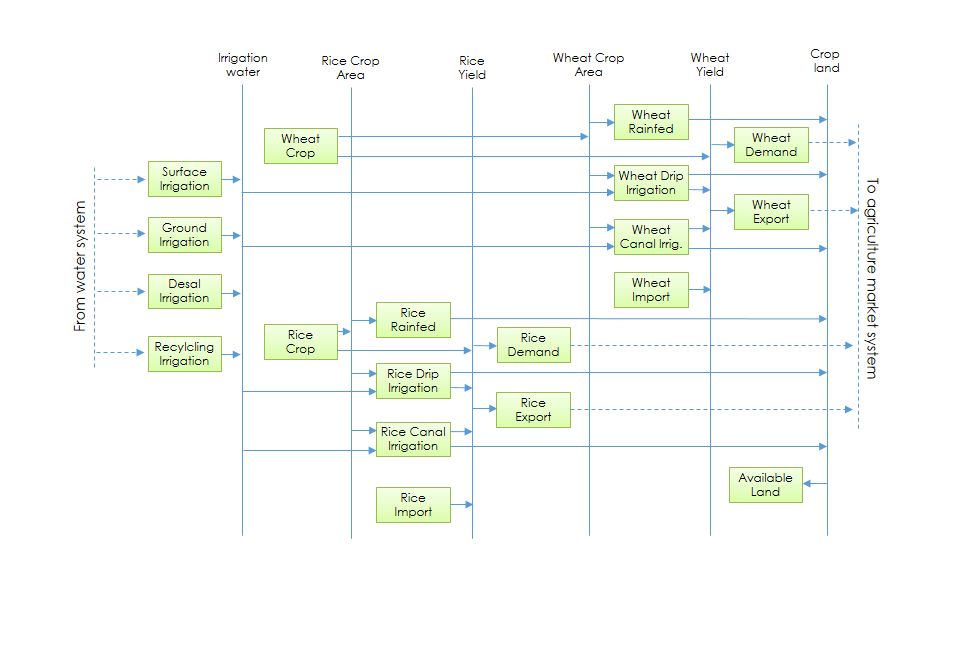 Irrigation
water
Rice Crop
Area
Rice
Yield
Wheat Crop
Area
Wheat
Yield
Crop
land
Wheat
Rainfed
Wheat
Crop
Wheat
Demand
Surface
Irrigation
Wheat Drip
Irrigation
Wheat
Export
Ground
Irrigation
Wheat
Canal Irrig.
Desal
Irrigation
Wheat
Import
From water system
To agriculture market system
Rice
Rainfed
Rice
Crop
Rice
Demand
Recylcling
Irrigation
Rice Drip
Irrigation
Rice
Export
Rice Canal
Irrigation
Available
Land
Rice
Import